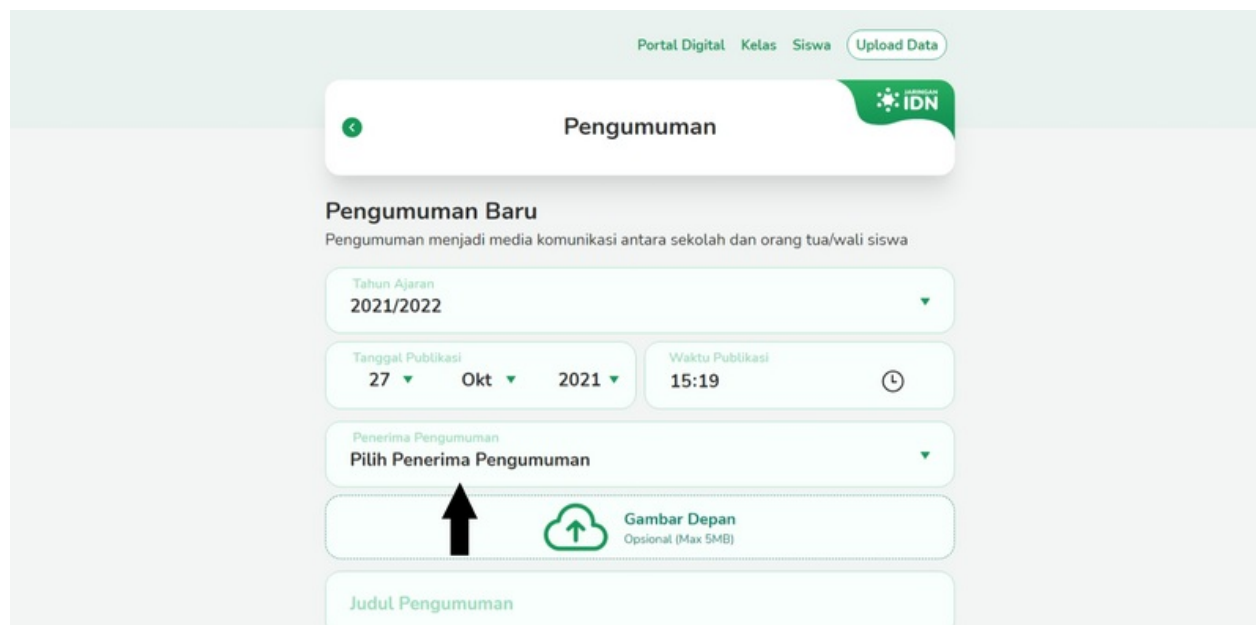 Portal Digital Kelas Siswa Upload Data
JARINGAN
IDN
Pengumuman
Pengumuman Baru
Pengumuman menjadi media komunikasi antara sekolah dan orang tua/wali siswa
Tahun Ajaran
2021/2022
Tanggal Publikasi
27 Okt 2021
Waktu Publikasi
15:19
Penerima Pengumuman
Pilih Penerima Pengumuman
Gambar Depan
Opsional (Max 5MB)
Judul Pengumuman